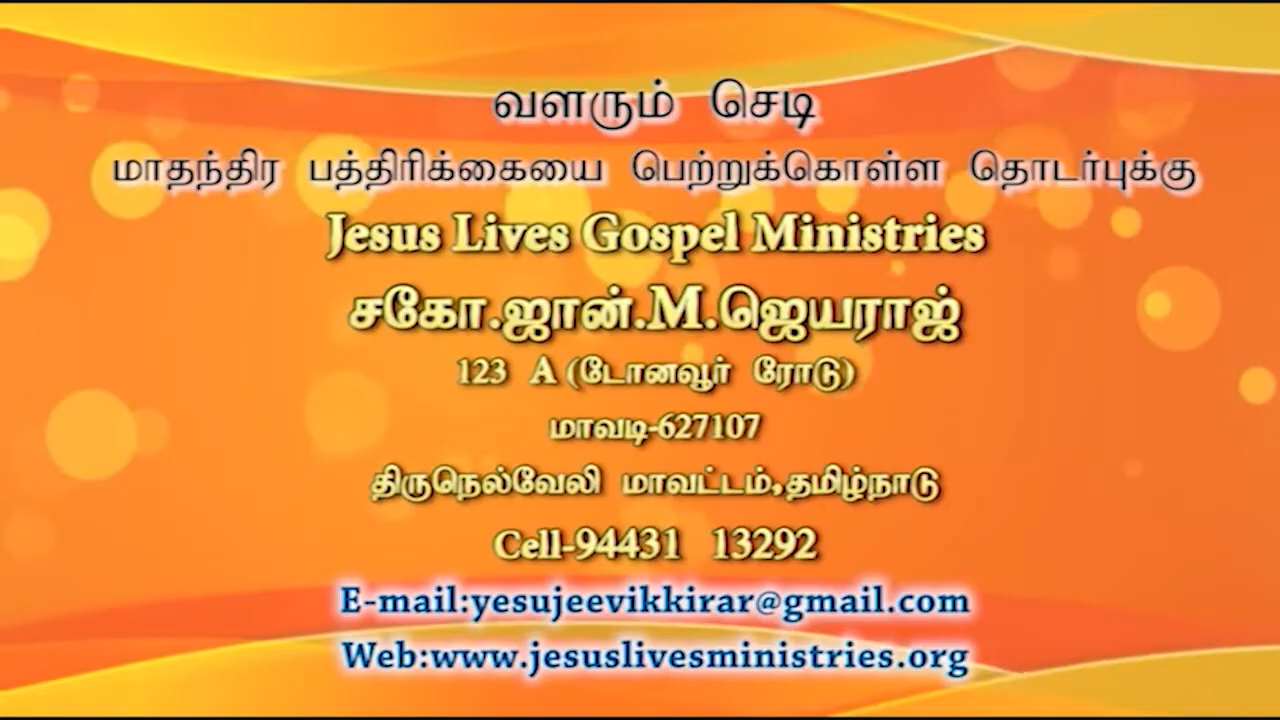 வளரும் செடி
மாதந்திர பத்திரிக்கையை பெற்றுக்கொள்ள தொடர்புக்கு
Jesus Lives Gospel Ministries
சகோ.ஜான்.M.ஜெயராஜ்
123 A (டோனவூர் ரோடு)
மாவடி-627107
திருநெல்வேலி மாவட்டம்,தமிழ்நாடு
Cell-94431 13292
E-mail:yesujeevikkirar@gmail.com
Web:www.jesuslivesministries.org